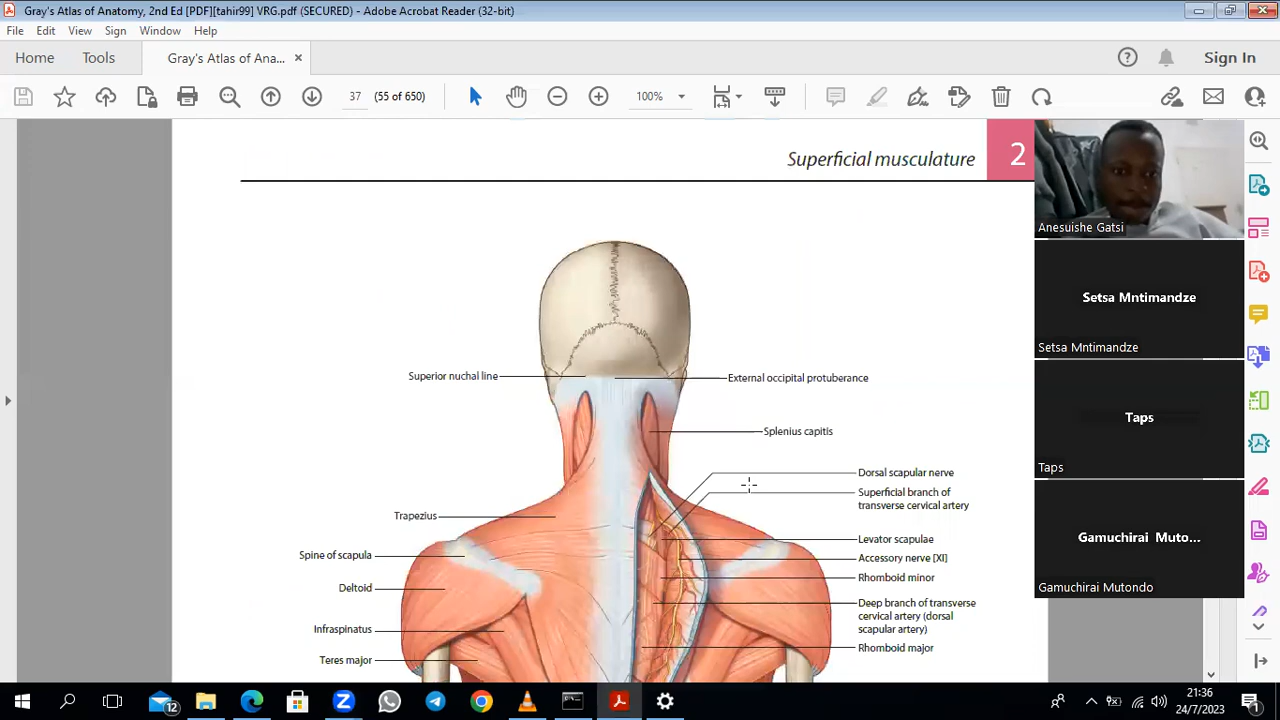 Gray's Atlas of Anatomy, 2nd Ed [PDF][tahir99] VRG.pdf (SECURED) - Adobe Acrobat Reader (32-bit)
File Edit View Sign Window Help
Home Tools Gray's Atlas of Ana... × Sign In
37 (55 of 650) 100%
Superficial musculature 2
Anesuishe Gatsi
Superior nuchal line
External occipital protuberance
Splenius capitis
Dorsal scapular nerve
Superficial branch of
transverse cervical artery
Trapezius
Levator scapulae
Spine of scapula
Accessory nerve [XI]
Rhomboid minor
Deltoid
Deep branch of transverse
cervical artery (dorsal
scapular artery)
Infraspinatus
Rhomboid major
Teres major
Setsa Mntimandze
Setsa Mntimandze
Taps
Taps
Gamuchirai Muto...
Gamuchirai Mutondo
12
21:36
24/7/2023
1